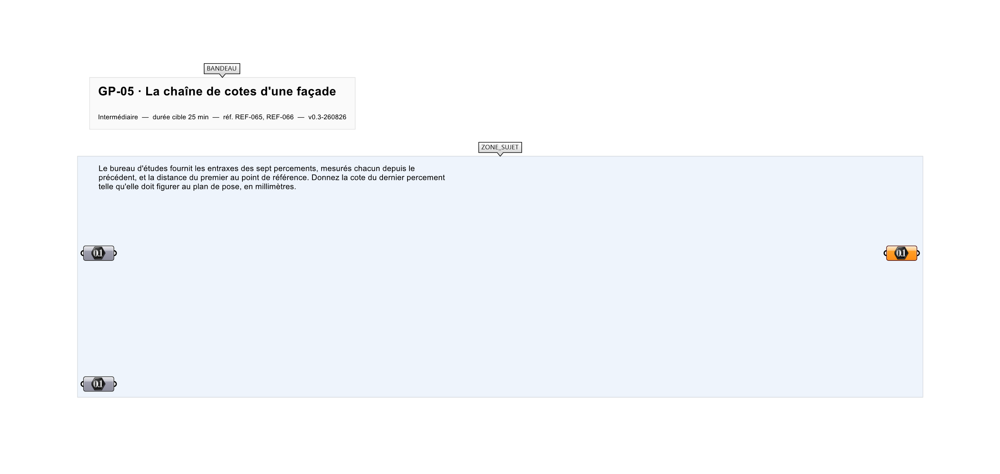 BANDEAU
GP-05 · La chaîne de cotes d'une façade
Intermédiaire — durée cible 25 min — réf. REF-065, REF-066 — v0.3-260826
ZONE_SUJET
Le bureau d'études fournit les entraxes des sept percements, mesurés chacun depuis le
précédent, et la distance du premier au point de référence. Donnez la cote du dernier percement
telle qu'elle doit figurer au plan de pose, en millimètres.
0.1
0.1
0.1